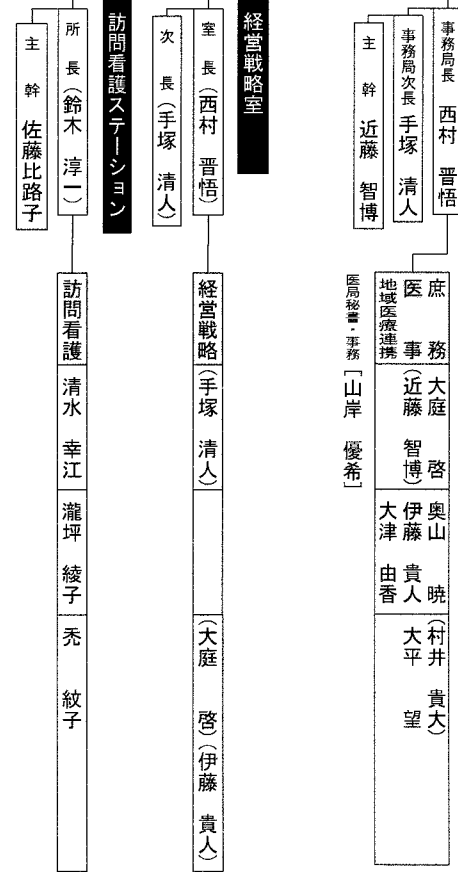 事務局長 西村 晋悟
事務局次長 手塚 清人
主幹 近藤 智博
庶務 大庭 啓 奥山 暁 (村井 貴大)
医事 (近藤 智博) 伊藤 貴人 大平 望
地域医療連携 大津 由香
医局秘書・事務 [山岸 優希]
経営戦略室
室長 (西村 晋悟)
次長 (手塚 清人)
経営戦略 (手塚 清人) (大庭 啓) (伊藤 貴人)
訪問看護ステーション
所長 (鈴木 淳一)
主幹 佐藤比路子
訪問看護 清水 幸江 瀧坪 綾子 禿 紋子